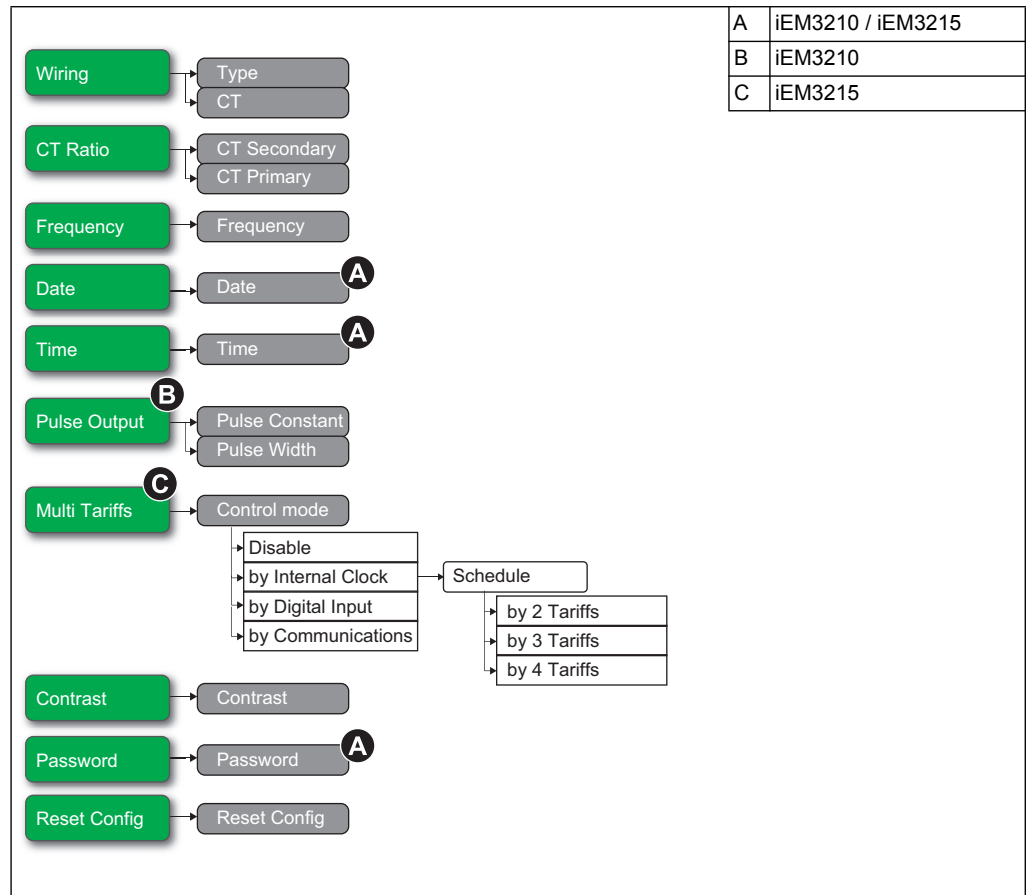 A iEM3210 / iEM3215
B iEM3210
C iEM3215
Wiring
Type
CT
CT Ratio
CT Secondary
CT Primary
Frequency
Frequency
Date
Date
A
Time
Time
A
Pulse Output
B
Pulse Constant
Pulse Width
Multi Tariffs
C
Control mode
Disable
by Internal Clock
by Digital Input
by Communications
Schedule
by 2 Tariffs
by 3 Tariffs
by 4 Tariffs
Contrast
Contrast
Password
Password
A
Reset Config
Reset Config